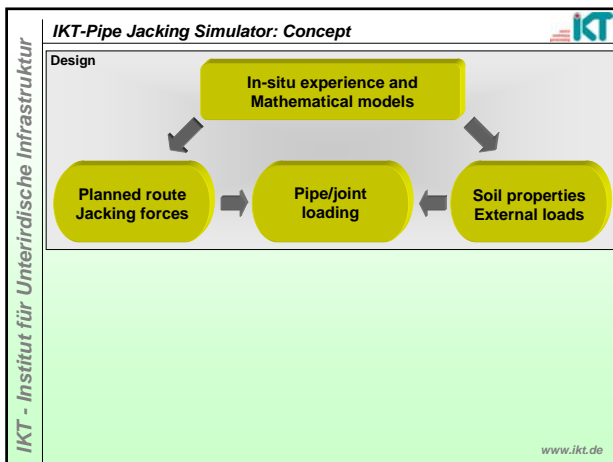 IKT - Institut für Unterirdische Infrastruktur
IKT-Pipe Jacking Simulator: Concept
iKT
Design
In-situ experience and
Mathematical models
Planned route
Jacking forces
Pipe/joint
loading
Soil properties
External loads
www.ikt.de